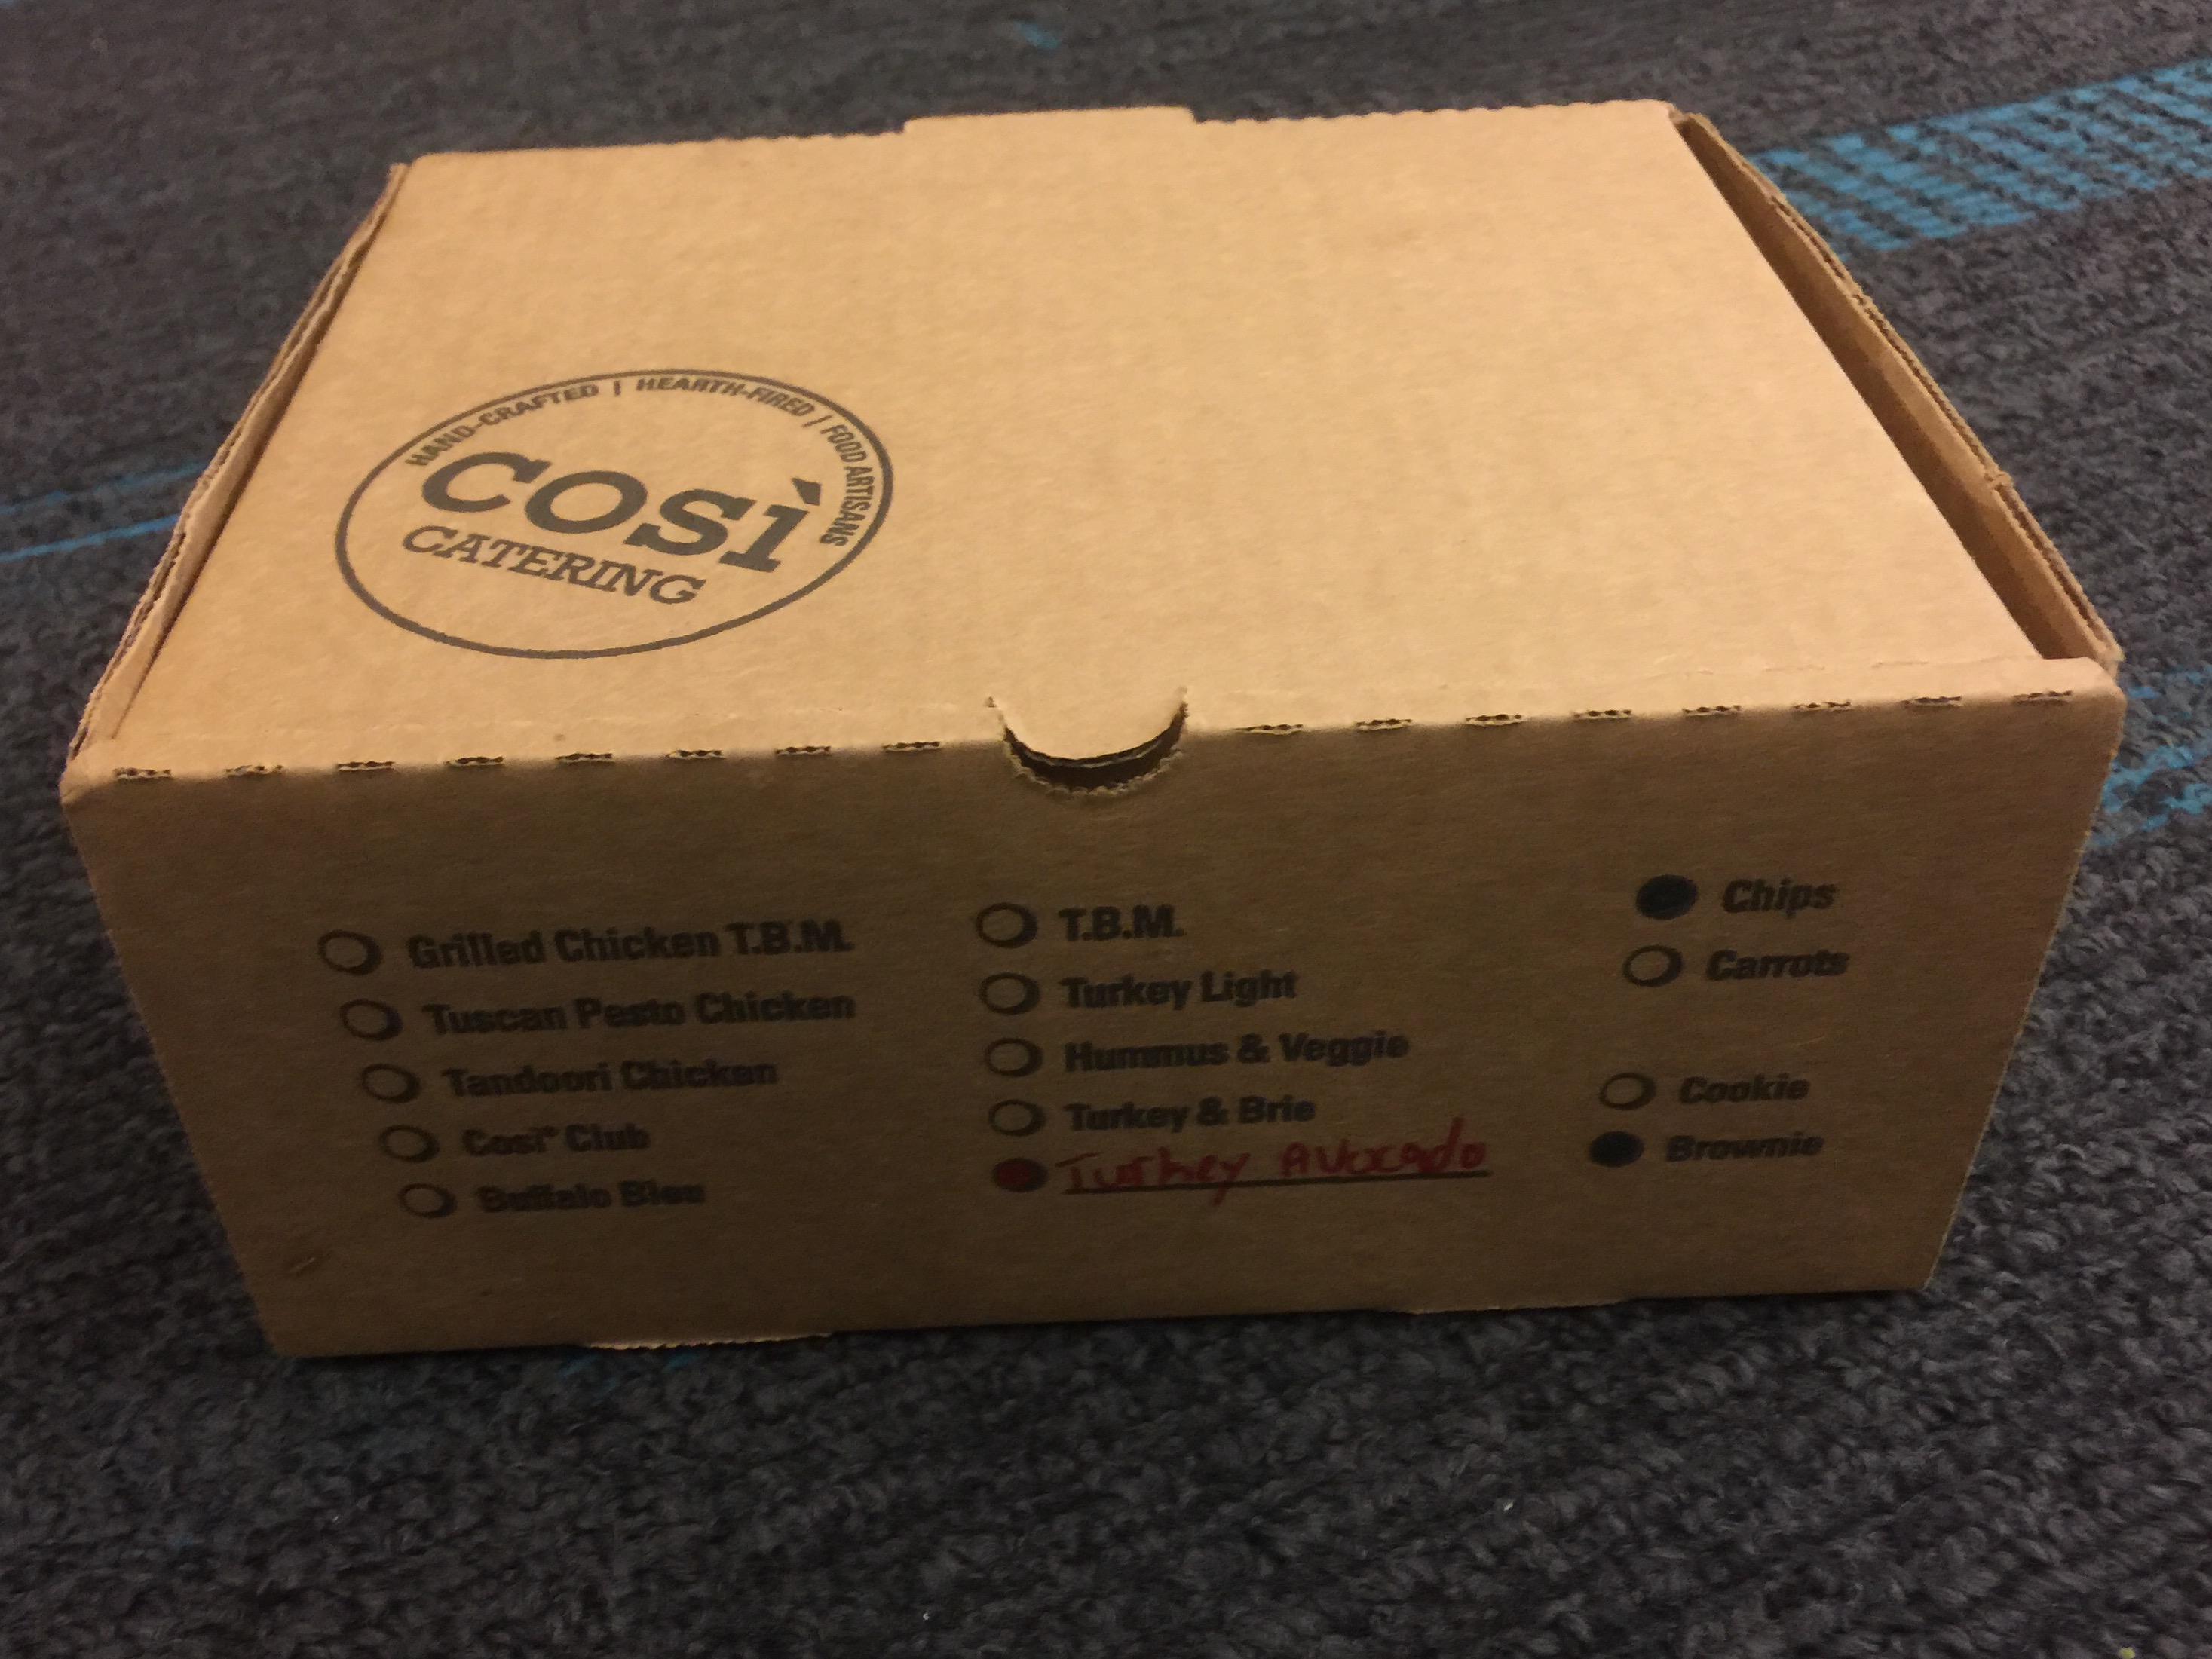 HAND-CRAFTED | HEARTH-FIRED | FOOD ARTISANS
COSÌ
CATERING
Grilled Chicken T.B.M.
Tuscan Pesto Chicken
Tandoori Chicken
Cosi® Club
Buffalo Bleu
T.B.M.
Turkey Light
Hummus & Veggie
Turkey & Brie
Turkey Avocado
Chips
Carrots
Cookie
Brownie